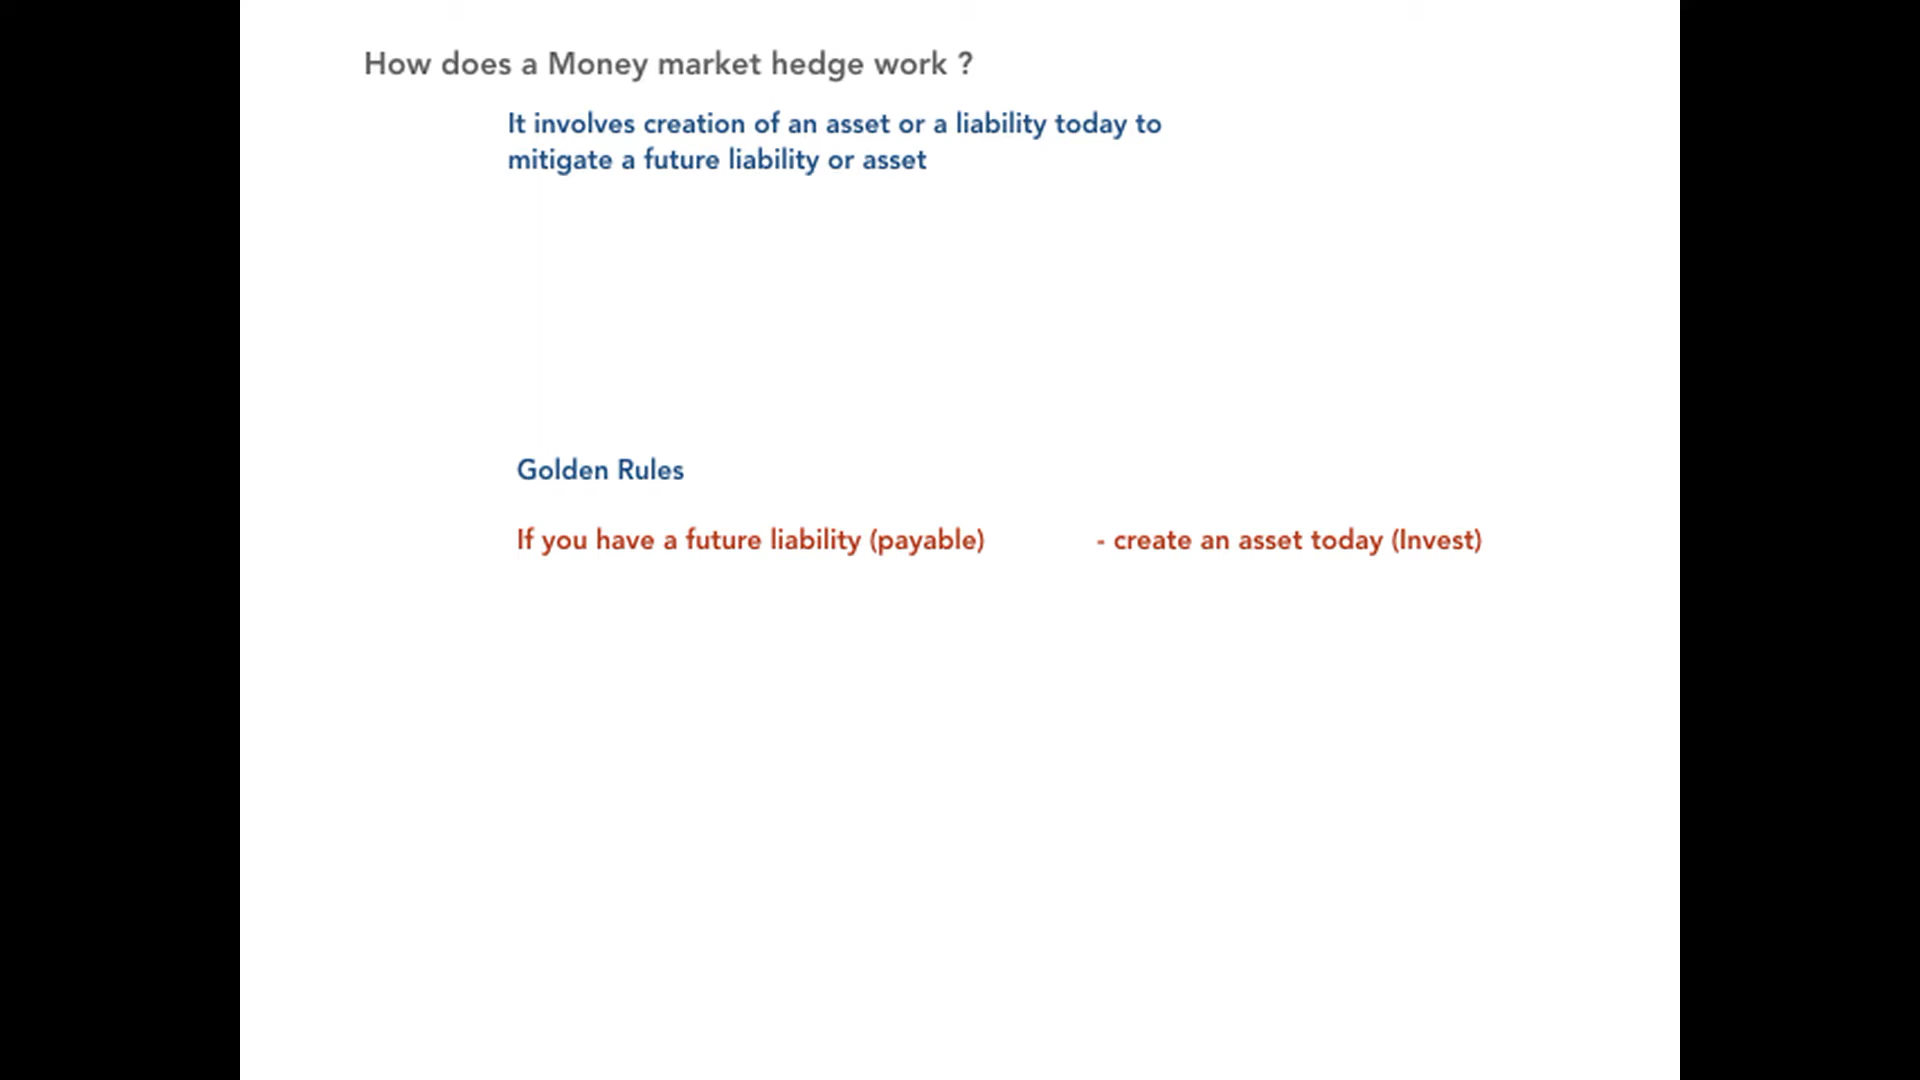 How does a Money market hedge work ?
It involves creation of an asset or a liability today to
mitigate a future liability or asset
Golden Rules
If you have a future liability (payable) - create an asset today (Invest)